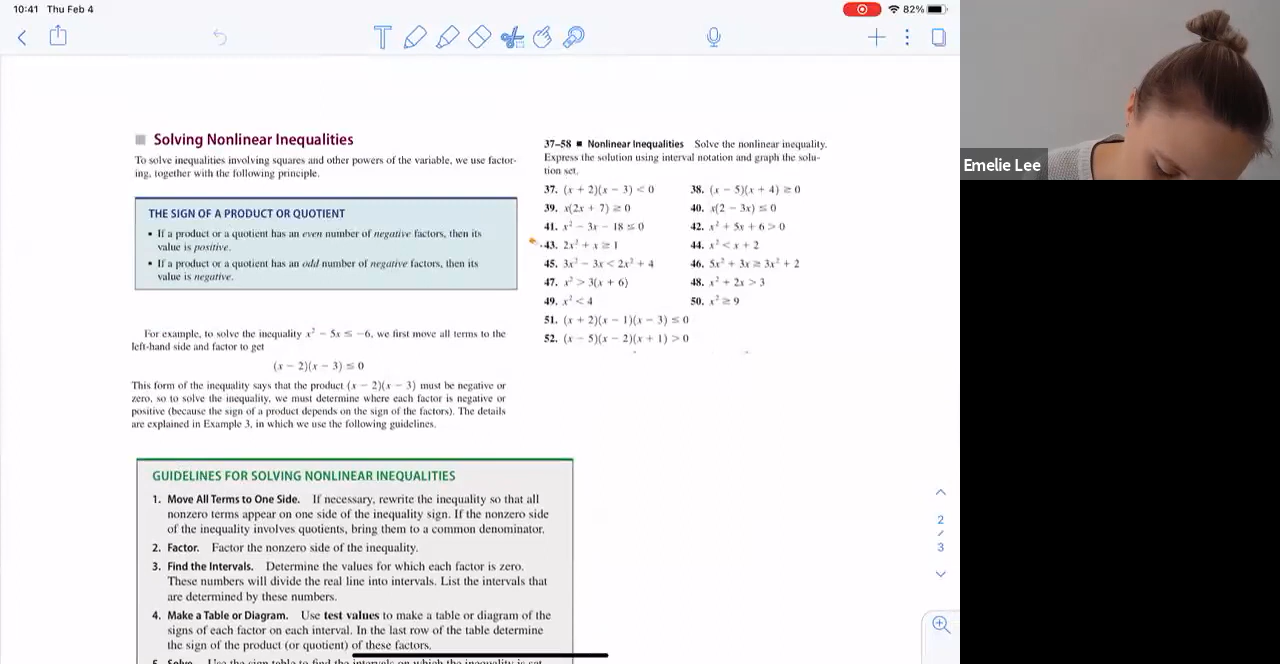 10:41 Thu Feb 4
82%
Solving Nonlinear Inequalities
To solve inequalities involving squares and other powers of the variable, we use factor-
ing, together with the following principle.
THE SIGN OF A PRODUCT OR QUOTIENT
• If a product or a quotient has an even number of negative factors, then its
value is positive.
• If a product or a quotient has an odd number of negative factors, then its
value is negative.
For example, to solve the inequality x² − 5x ≤ −6, we first move all terms to the
left-hand side and factor to get
(x − 2)(x − 3) ≤ 0
This form of the inequality says that the product (x − 2)(x − 3) must be negative or
zero, so to solve the inequality, we must determine where each factor is negative or
positive (because the sign of a product depends on the sign of the factors). The details
are explained in Example 3, in which we use the following guidelines.
GUIDELINES FOR SOLVING NONLINEAR INEQUALITIES
1. Move All Terms to One Side. If necessary, rewrite the inequality so that all
nonzero terms appear on one side of the inequality sign. If the nonzero side
of the inequality involves quotients, bring them to a common denominator.
2. Factor. Factor the nonzero side of the inequality.
3. Find the Intervals. Determine the values for which each factor is zero.
These numbers will divide the real line into intervals. List the intervals that
are determined by these numbers.
4. Make a Table or Diagram. Use test values to make a table or diagram of the
signs of each factor on each interval. In the last row of the table determine
the sign of the product (or quotient) of these factors.
5. Solve. Use the sign table to find the intervals on which the inequality is sat-
37–58 ■ Nonlinear Inequalities Solve the nonlinear inequality.
Express the solution using interval notation and graph the solu-
tion set.
37. (x + 2)(x − 3) < 0 38. (x − 5)(x + 4) ≥ 0
39. x(2x + 7) ≥ 0 40. x(2 − 3x) ≤ 0
41. x² − 3x − 18 ≤ 0 42. x² + 5x + 6 > 0
43. 2x² + x ≥ 1 44. x² < x + 2
45. 3x² − 3x < 2x² + 4 46. 5x² + 3x ≥ 3x² + 2
47. x² > 3(x + 6) 48. x² + 2x > 3
49. x² < 4 50. x² ≥ 9
51. (x + 2)(x − 1)(x − 3) ≤ 0
52. (x − 5)(x − 2)(x + 1) > 0
2
/
3
Emelie Lee